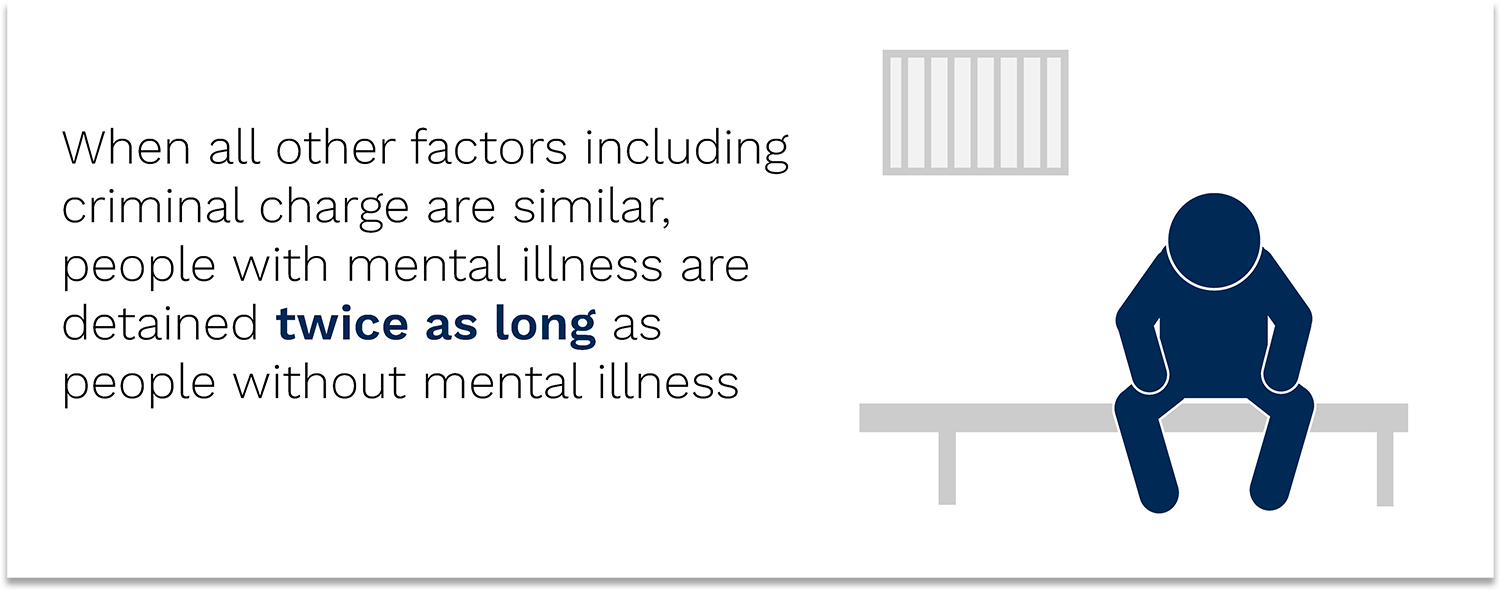 When all other factors including
criminal charge are similar,
people with mental illness are
detained twice as long as
people without mental illness